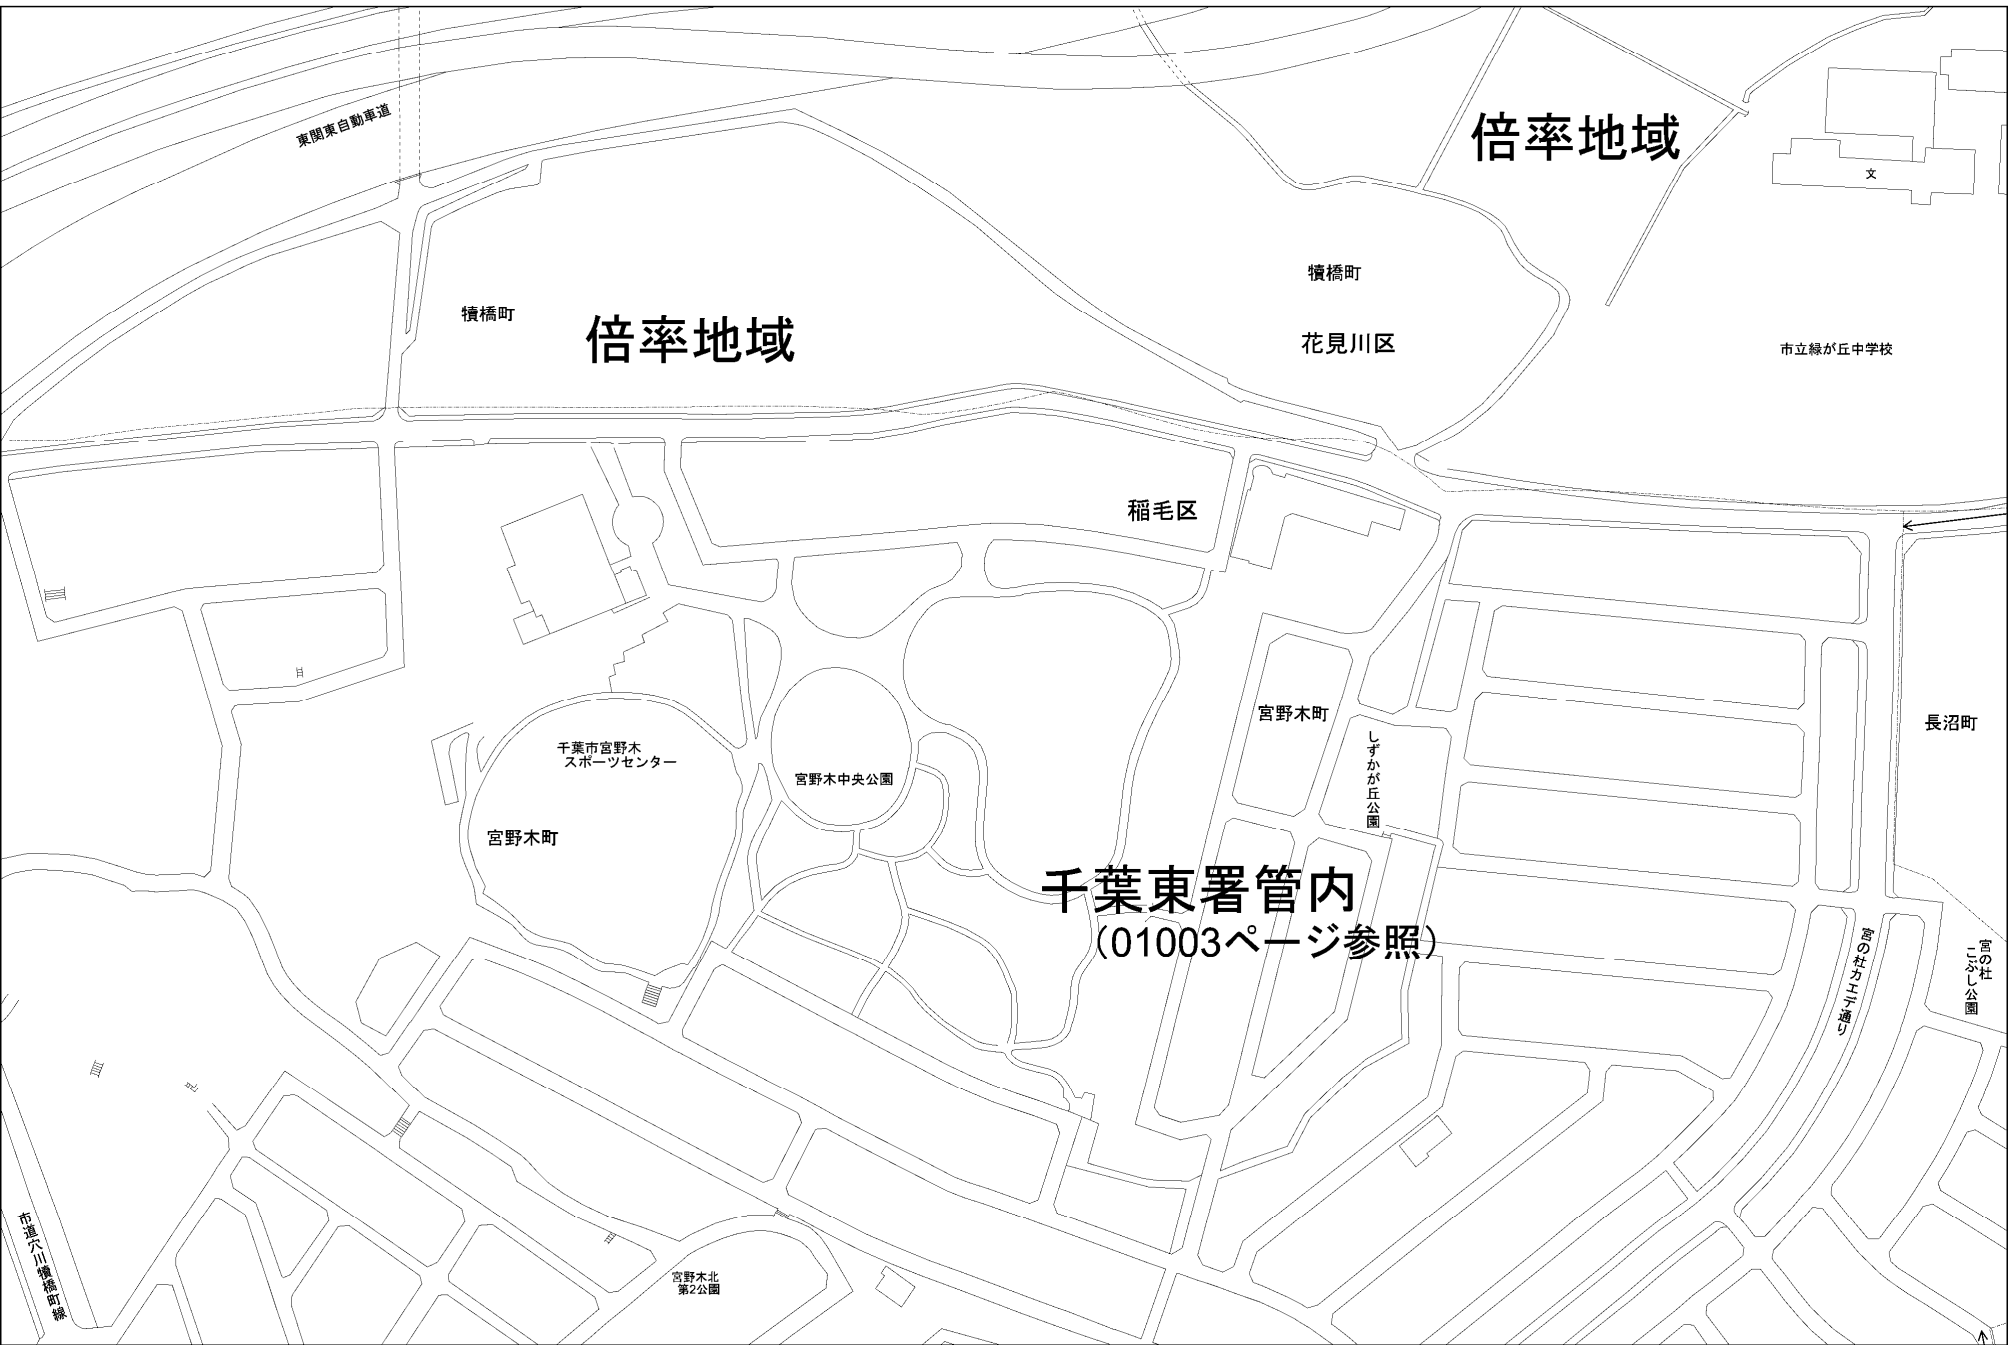 東関東自動車道
倍率地域
文
犢橋町
犢橋町
倍率地域
花見川区
市立緑が丘中学校
稲毛区
宮野木町
長沼町
しずかが丘公園
千葉市宮野木
スポーツセンター
宮野木中央公園
宮野木町
千葉東署管内
(01003ページ参照)
宮の杜カエデ通り
宮の杜
こぶし公園
市道穴川犢橋町線
宮野木北
第2公園